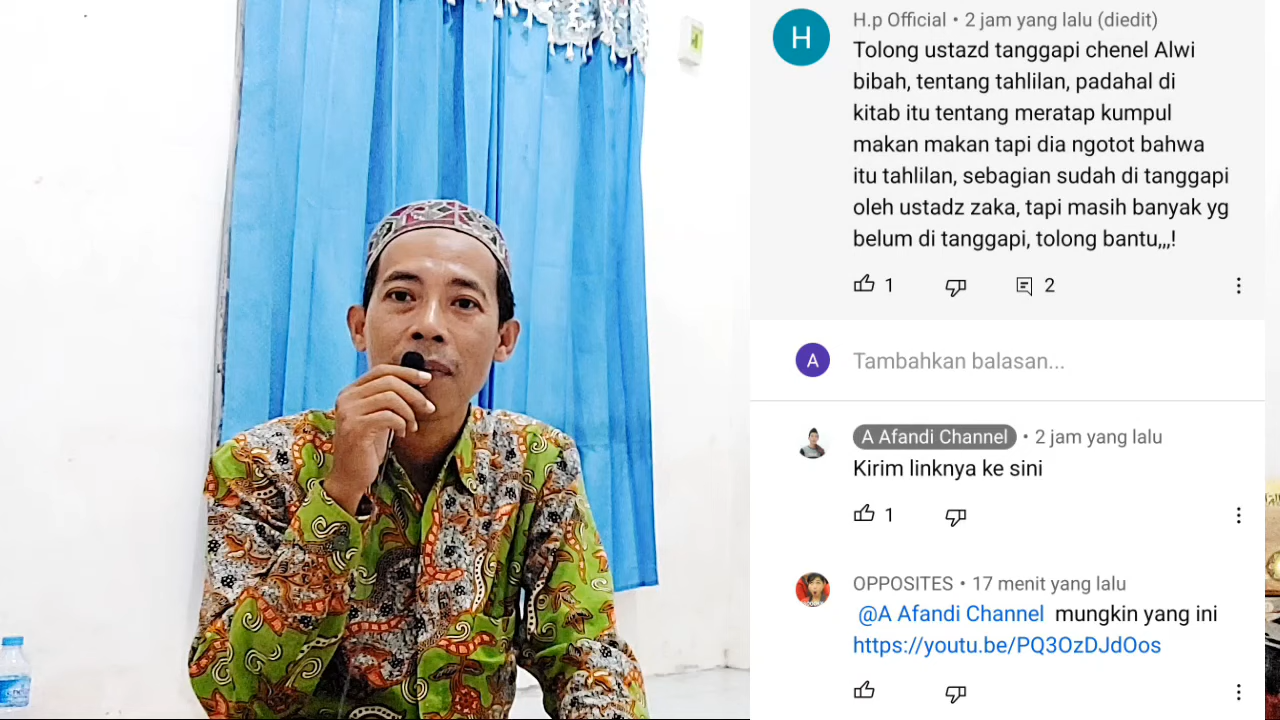 H
H.p Official • 2 jam yang lalu (diedit)
Tolong ustazd tanggapi chenel Alwi
bibah, tentang tahlilan, padahal di
kitab itu tentang meratap kumpul
makan makan tapi dia ngotot bahwa
itu tahlilan, sebagian sudah di tanggapi
oleh ustadz zaka, tapi masih banyak yg
belum di tanggapi, tolong bantu,,,!
1
2
A
Tambahkan balasan...
A Afandi Channel • 2 jam yang lalu
Kirim linknya ke sini
1
OPPOSITES • 17 menit yang lalu
@A Afandi Channel mungkin yang ini
https://youtu.be/PQ3OzDJdOos